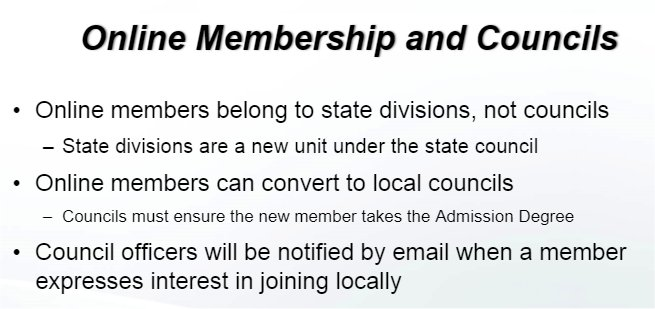 Online Membership and Councils
• Online members belong to state divisions, not councils
– State divisions are a new unit under the state council
• Online members can convert to local councils
– Councils must ensure the new member takes the Admission Degree
• Council officers will be notified by email when a member
expresses interest in joining locally